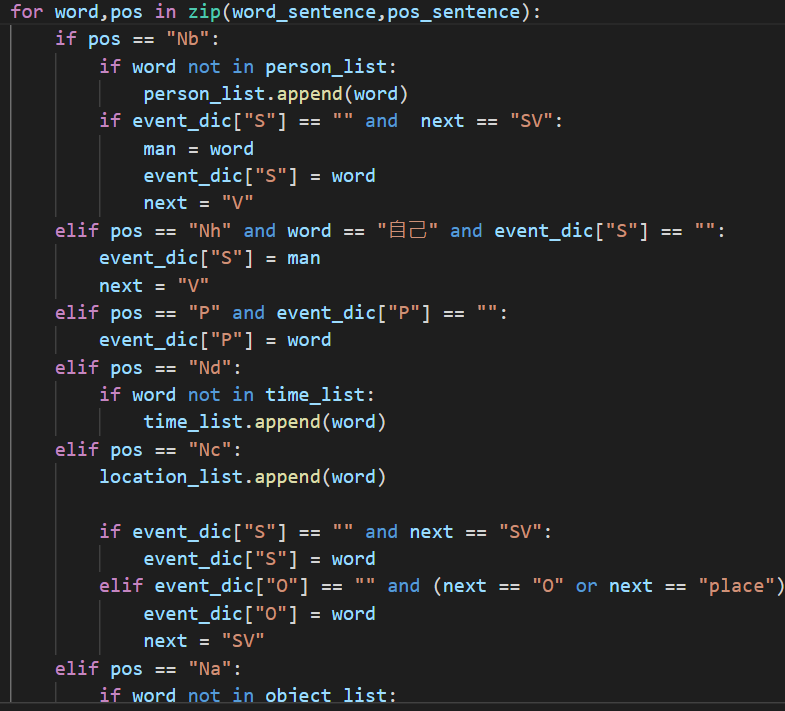 for word,pos in zip(word_sentence,pos_sentence):
    if pos == "Nb":
        if word not in person_list:
            person_list.append(word)
        if event_dic["S"] == "" and  next == "SV":
            man = word
            event_dic["S"] = word
            next = "V"
    elif pos == "Nh" and word == "自己" and event_dic["S"] == "":
        event_dic["S"] = man
        next = "V"
    elif pos == "P" and event_dic["P"] == "":
        event_dic["P"] = word
    elif pos == "Nd":
        if word not in time_list:
            time_list.append(word)
    elif pos == "Nc":
        location_list.append(word)

        if event_dic["S"] == "" and next == "SV":
            event_dic["S"] = word
        elif event_dic["O"] == "" and (next == "O" or next == "place")
            event_dic["O"] = word
            next = "SV"
    elif pos == "Na":
        if word not in object_list: